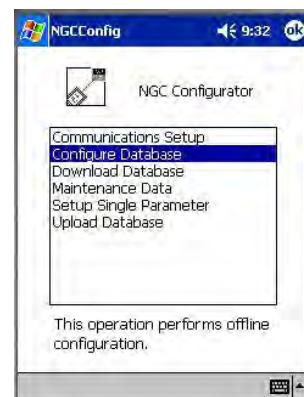 NGCConfig 9:32 ok
NGC Configurator
Communications Setup
Configure Database
Download Database
Maintenance Data
Setup Single Parameter
Upload Database
This operation performs offline
configuration.